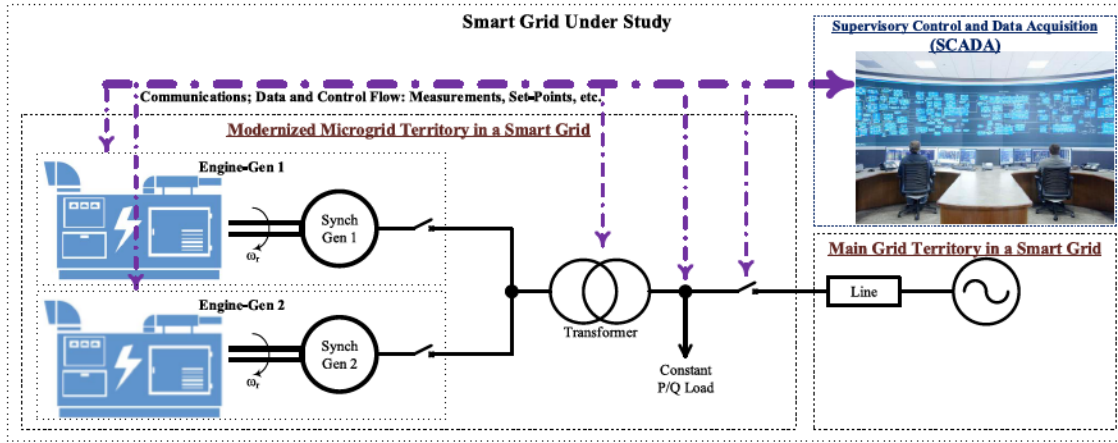 Smart Grid Under Study
Supervisory Control and Data Acquisition
(SCADA)
Communications; Data and Control Flow: Measurements, Set-Points, etc.
Modernized Microgrid Territory in a Smart Grid
Engine-Gen 1
Synch
Gen 1
ωr
Main Grid Territory in a Smart Grid
Engine-Gen 2
Synch
Gen 2
ωr
Transformer
Line
Constant
P/Q Load